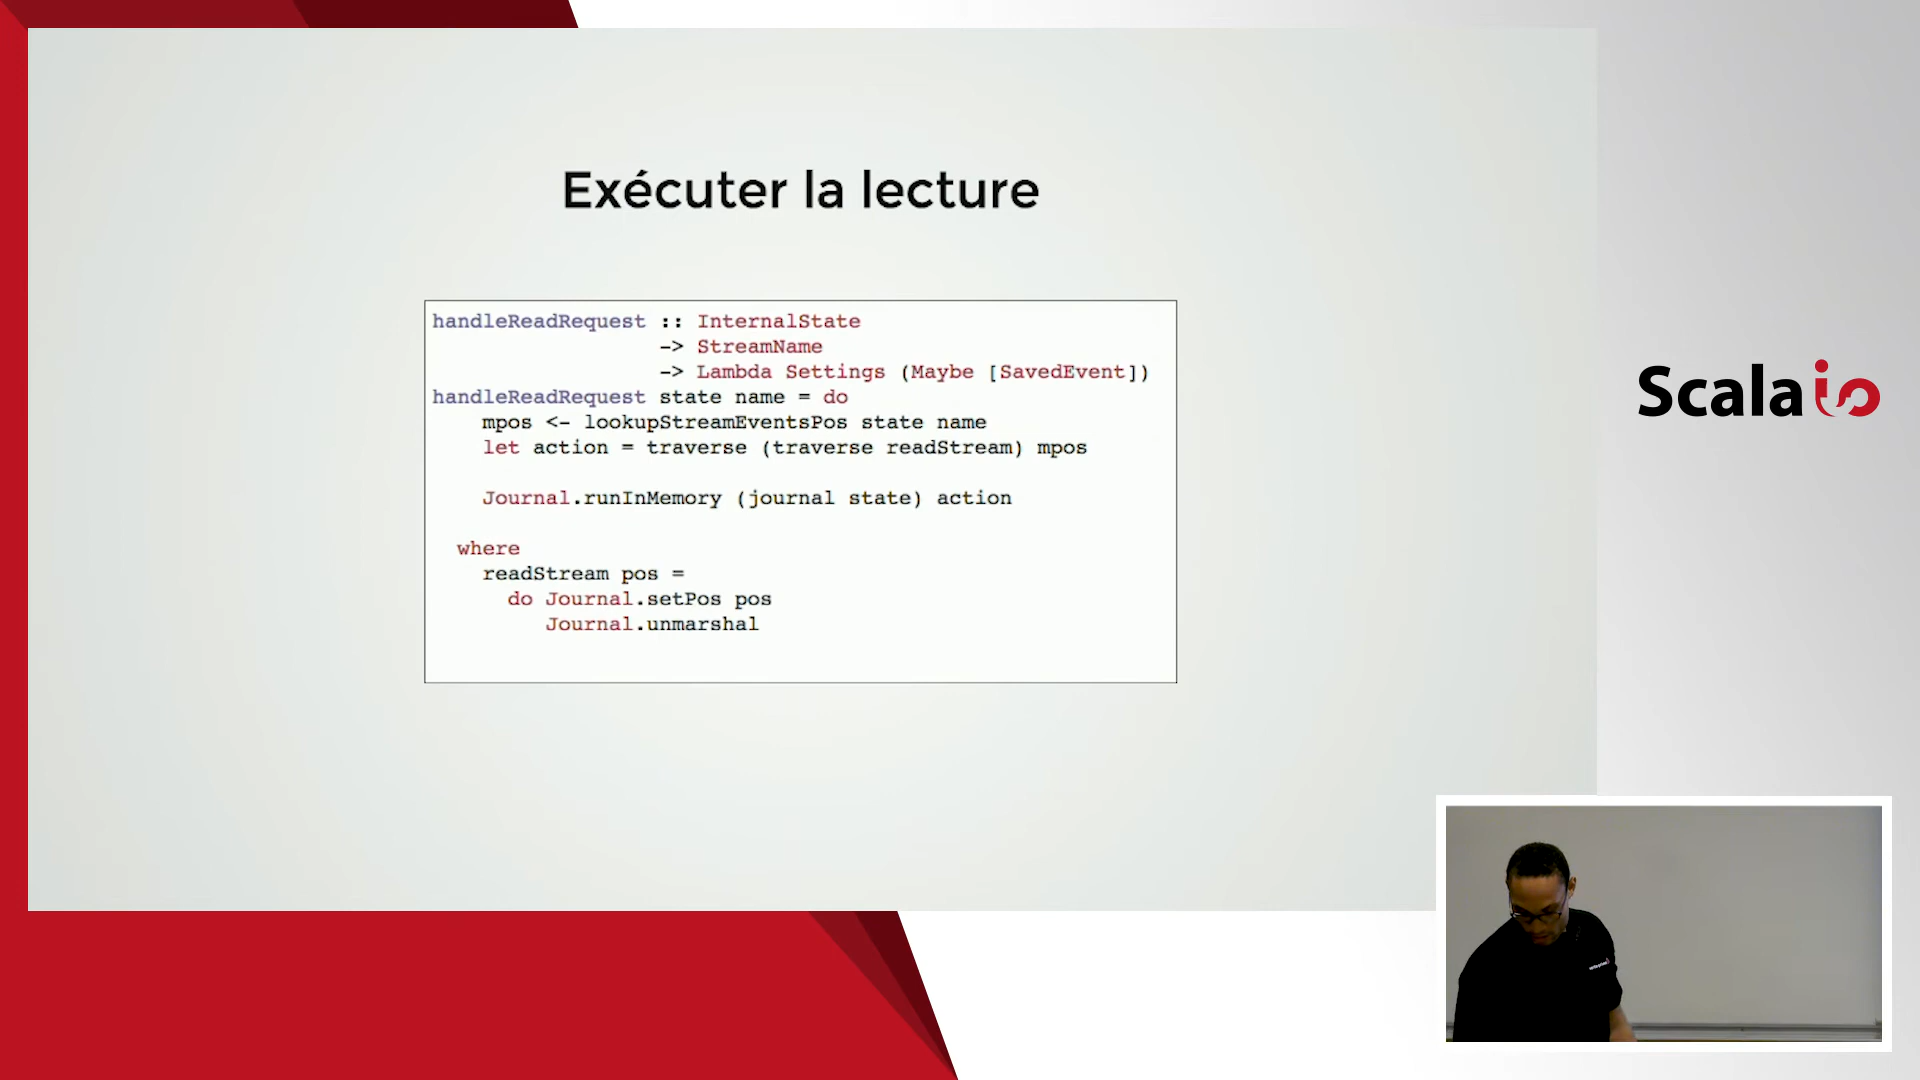 Exécuter la lecture
handleReadRequest :: InternalState
-> StreamName
-> Lambda Settings (Maybe [SavedEvent])
handleReadRequest state name = do
mpos <- lookupStreamEventsPos state name
let action = traverse (traverse readStream) mpos
Journal.runInMemory (journal state) action
where
readStream pos =
do Journal.setPos pos
Journal.unmarshal
Scala io